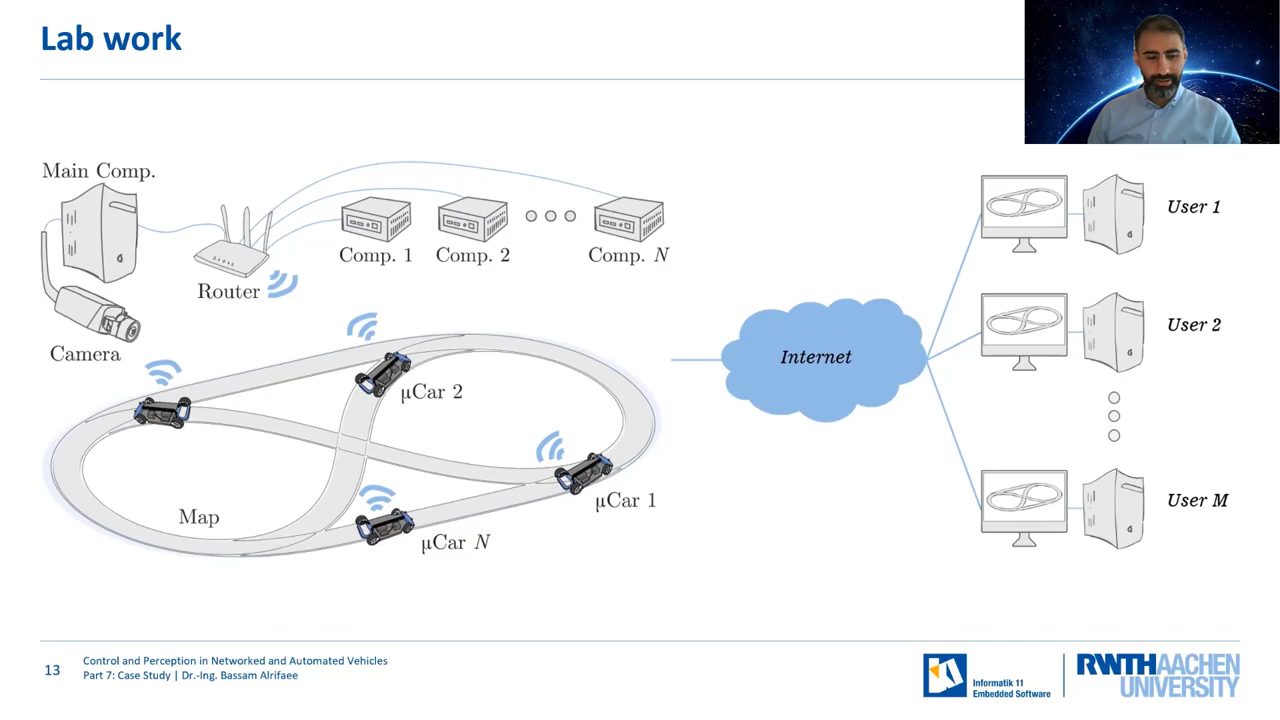 Lab work
Main Comp.
Router
Camera
Comp. 1
Comp. 2
Comp. N
μCar 2
μCar 1
μCar N
Map
Internet
User 1
User 2
User M
13
Control and Perception in Networked and Automated Vehicles
Part 7: Case Study | Dr.-Ing. Bassam Alrifaee
Informatik 11
Embedded Software
RWTH AACHEN
UNIVERSITY